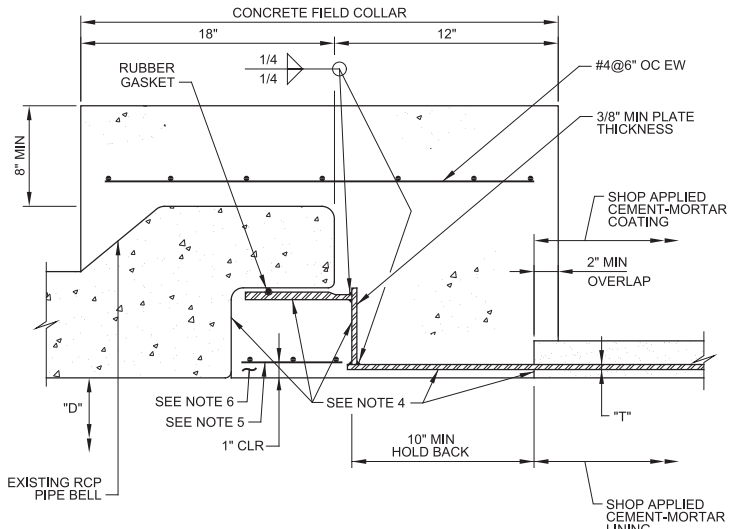 CONCRETE FIELD COLLAR
18"
12"
1/4
1/4
RUBBER
GASKET
#4@6" OC EW
3/8" MIN PLATE
THICKNESS
8" MIN
SHOP APPLIED
CEMENT-MORTAR
COATING
2" MIN
OVERLAP
"D"
SEE NOTE 6
SEE NOTE 5
1" CLR
SEE NOTE 4
"T"
10" MIN
HOLD BACK
EXISTING RCP
PIPE BELL
SHOP APPLIED
CEMENT-MORTAR
LINING